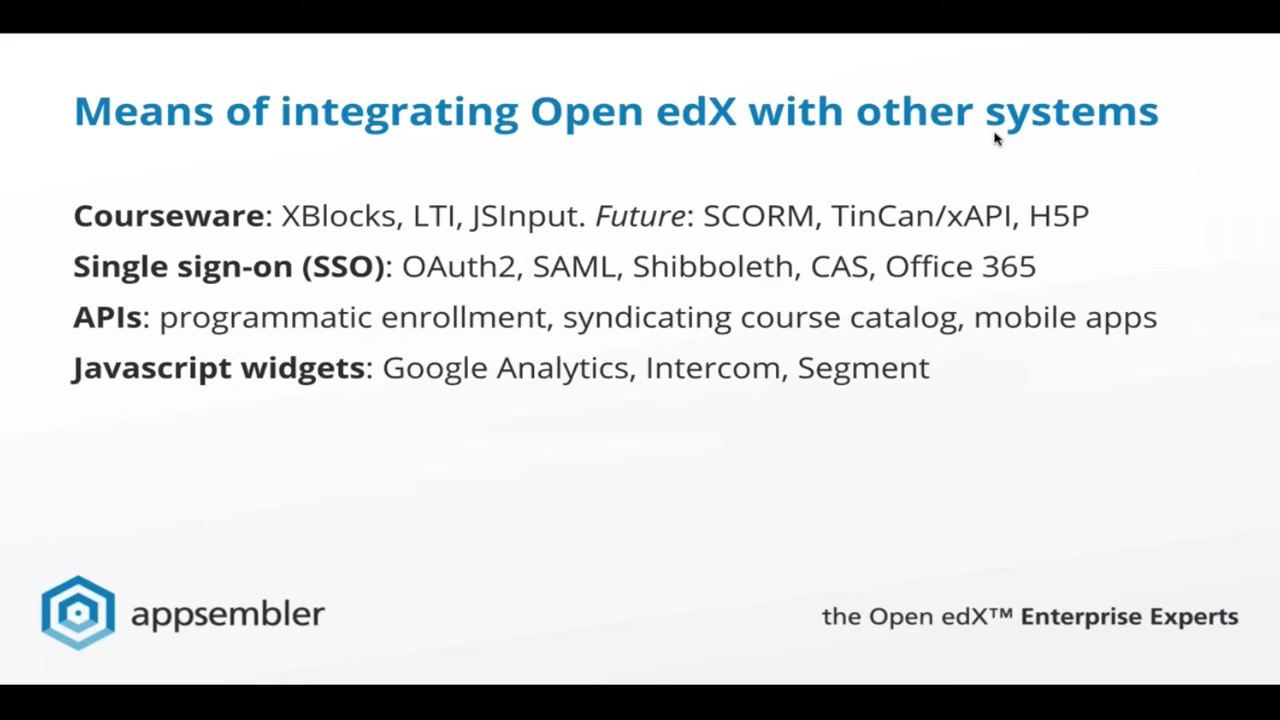 Means of integrating Open edX with other systems
Courseware: XBlocks, LTI, JSInput. Future: SCORM, TinCan/xAPI, H5P
Single sign-on (SSO): OAuth2, SAML, Shibboleth, CAS, Office 365
APIs: programmatic enrollment, syndicating course catalog, mobile apps
Javascript widgets: Google Analytics, Intercom, Segment
appsembler
the Open edX™ Enterprise Experts